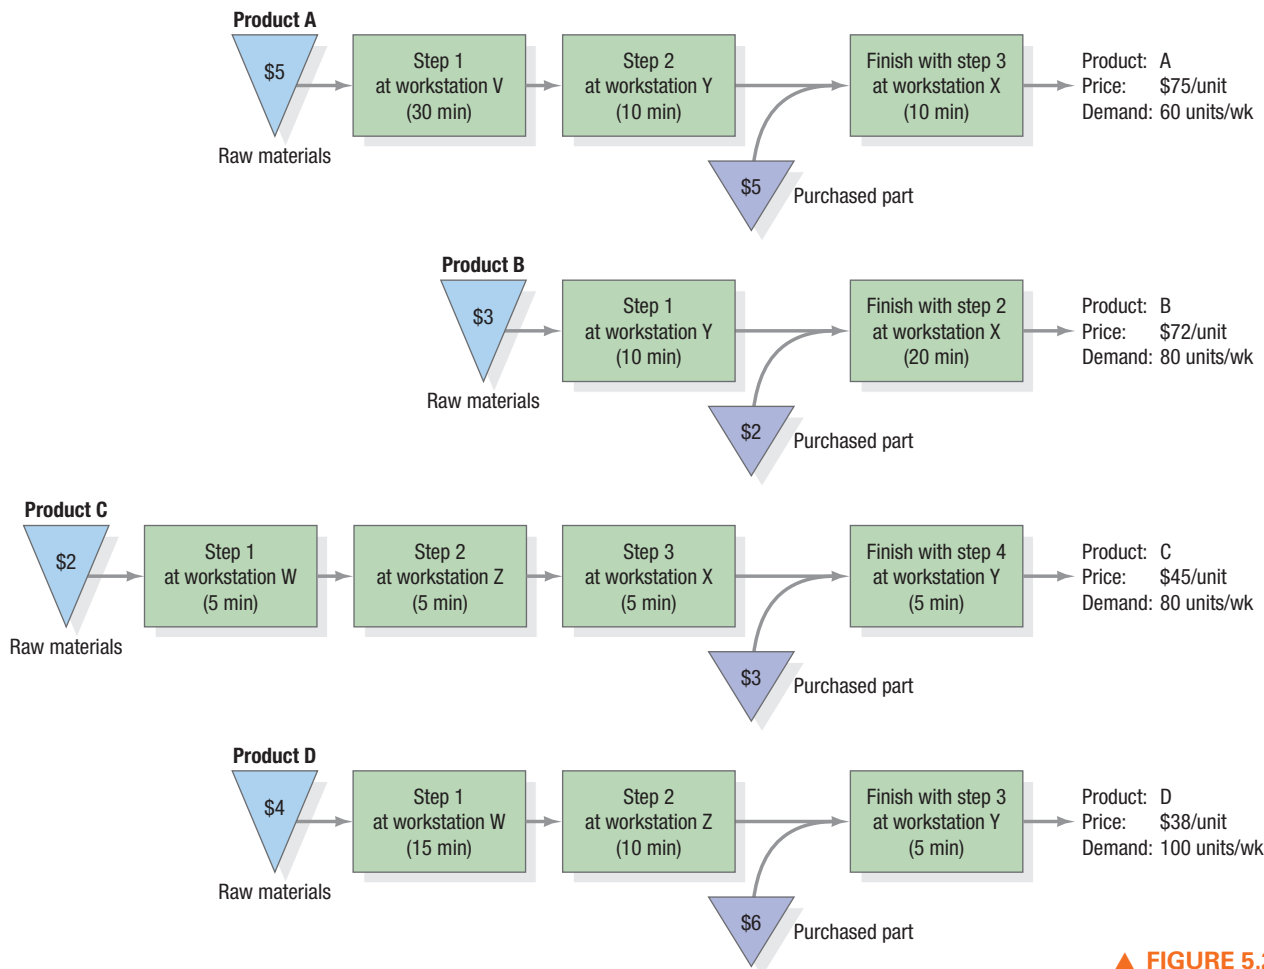 Product A
$5
Raw materials
Step 1
at workstation V
(30 min)
Step 2
at workstation Y
(10 min)
$5
Purchased part
Finish with step 3
at workstation X
(10 min)
Product: A
Price: $75/unit
Demand: 60 units/wk
Product B
$3
Raw materials
Step 1
at workstation Y
(10 min)
$2
Purchased part
Finish with step 2
at workstation X
(20 min)
Product: B
Price: $72/unit
Demand: 80 units/wk
Product C
$2
Raw materials
Step 1
at workstation W
(5 min)
Step 2
at workstation Z
(5 min)
Step 3
at workstation X
(5 min)
$3
Purchased part
Finish with step 4
at workstation Y
(5 min)
Product: C
Price: $45/unit
Demand: 80 units/wk
Product D
$4
Raw materials
Step 1
at workstation W
(15 min)
Step 2
at workstation Z
(10 min)
$6
Purchased part
Finish with step 3
at workstation Y
(5 min)
Product: D
Price: $38/unit
Demand: 100 units/wk
▲ FIGURE 5.2